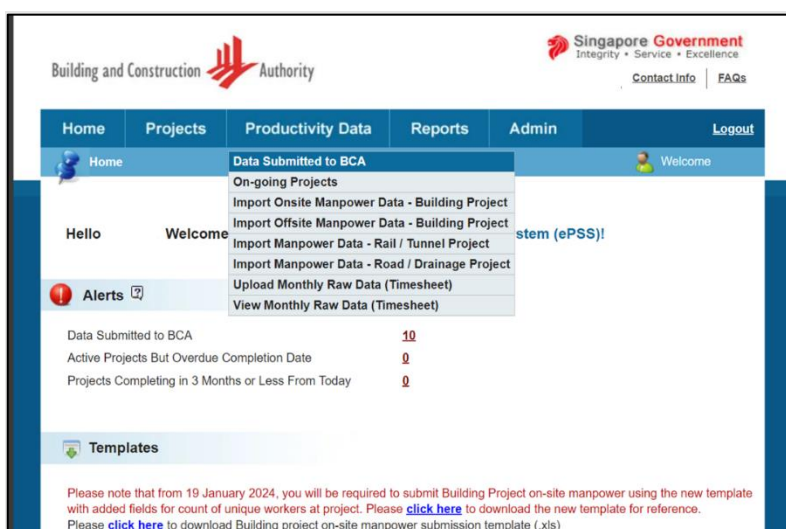 Building and Construction Authority
Singapore Government
Integrity • Service • Excellence
Contact Info FAQs
Home Projects Productivity Data Reports Admin Logout
Home Welcome
Data Submitted to BCA
On-going Projects
Import Onsite Manpower Data - Building Project
Import Offsite Manpower Data - Building Project
Import Manpower Data - Rail / Tunnel Project
Import Manpower Data - Road / Drainage Project
Upload Monthly Raw Data (Timesheet)
View Monthly Raw Data (Timesheet)
Hello Welcome stem (ePSS)!
Alerts ?
Data Submitted to BCA 10
Active Projects But Overdue Completion Date 0
Projects Completing in 3 Months or Less From Today 0
Templates
Please note that from 19 January 2024, you will be required to submit Building Project on-site manpower using the new template
with added fields for count of unique workers at project. Please click here to download the new template for reference.
Please click here to download Building project on-site manpower submission template (.xls)